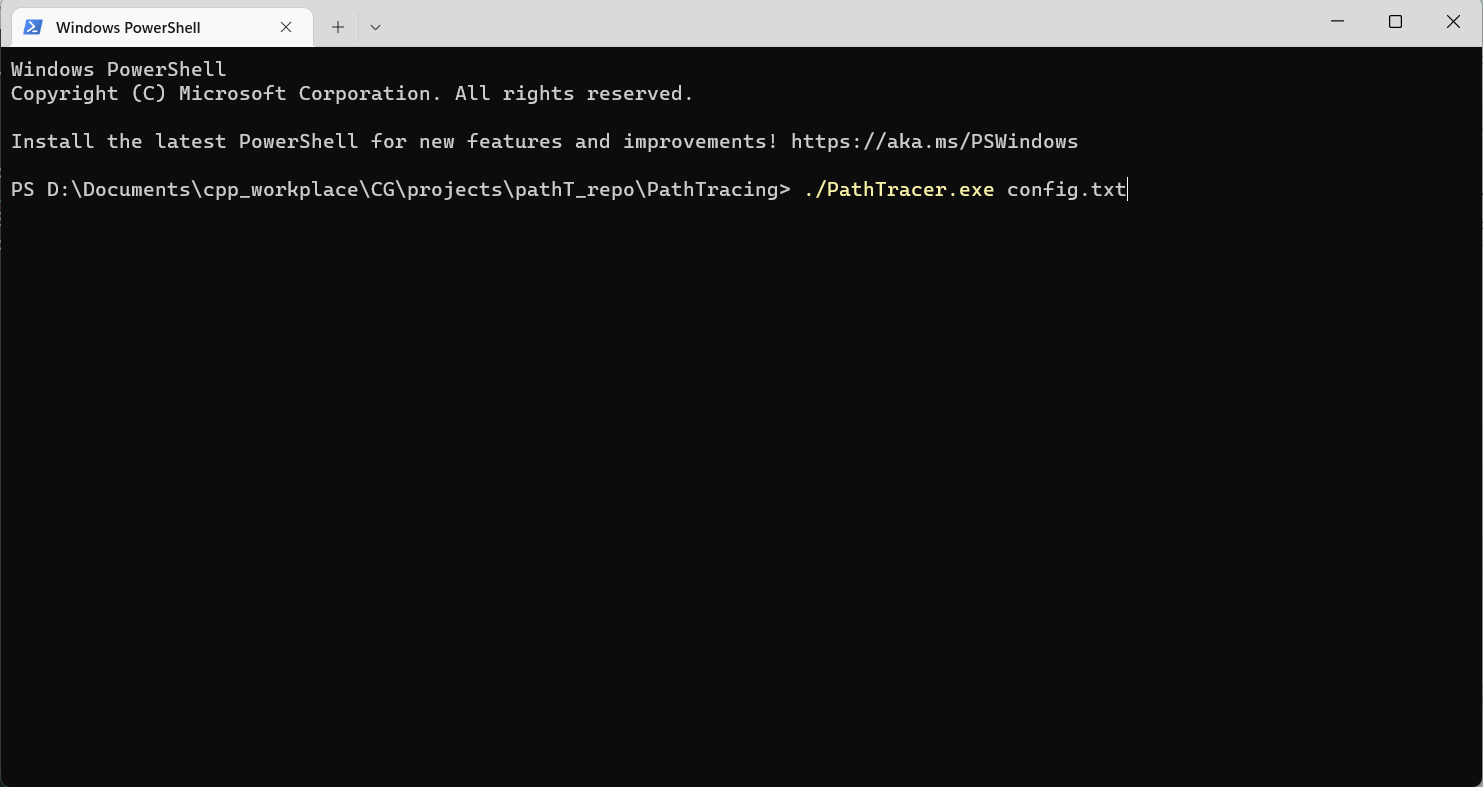 Windows PowerShell
Windows PowerShell
Copyright (C) Microsoft Corporation. All rights reserved.
Install the latest PowerShell for new features and improvements! https://aka.ms/PSWindows
PS D:\Documents\cpp_workplace\CG\projects\pathT_repo\PathTracing> ./PathTracer.exe config.txt